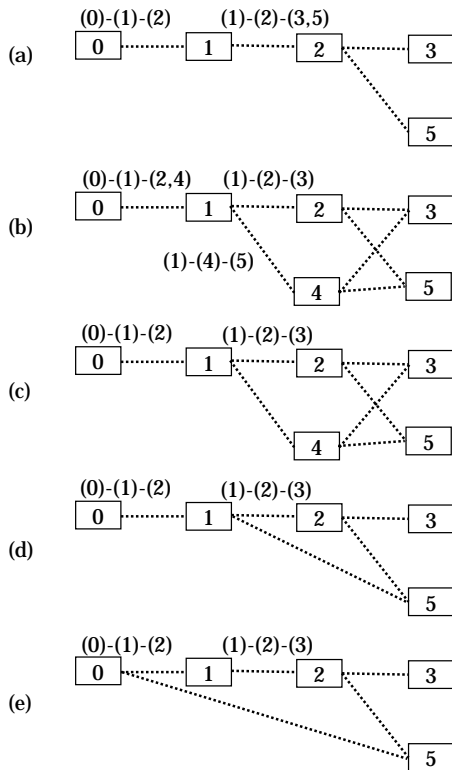 (0)-(1)-(2) (1)-(2)-(3,5)
(a) 0 1 2 3
5
(0)-(1)-(2,4) (1)-(2)-(3)
0 1 2 3
(b)
(1)-(4)-(5)
4 5
(0)-(1)-(2) (1)-(2)-(3)
0 1 2 3
(c)
4 5
(0)-(1)-(2) (1)-(2)-(3)
0 1 2 3
(d)
5
(0)-(1)-(2) (1)-(2)-(3)
0 1 2 3
(e)
5